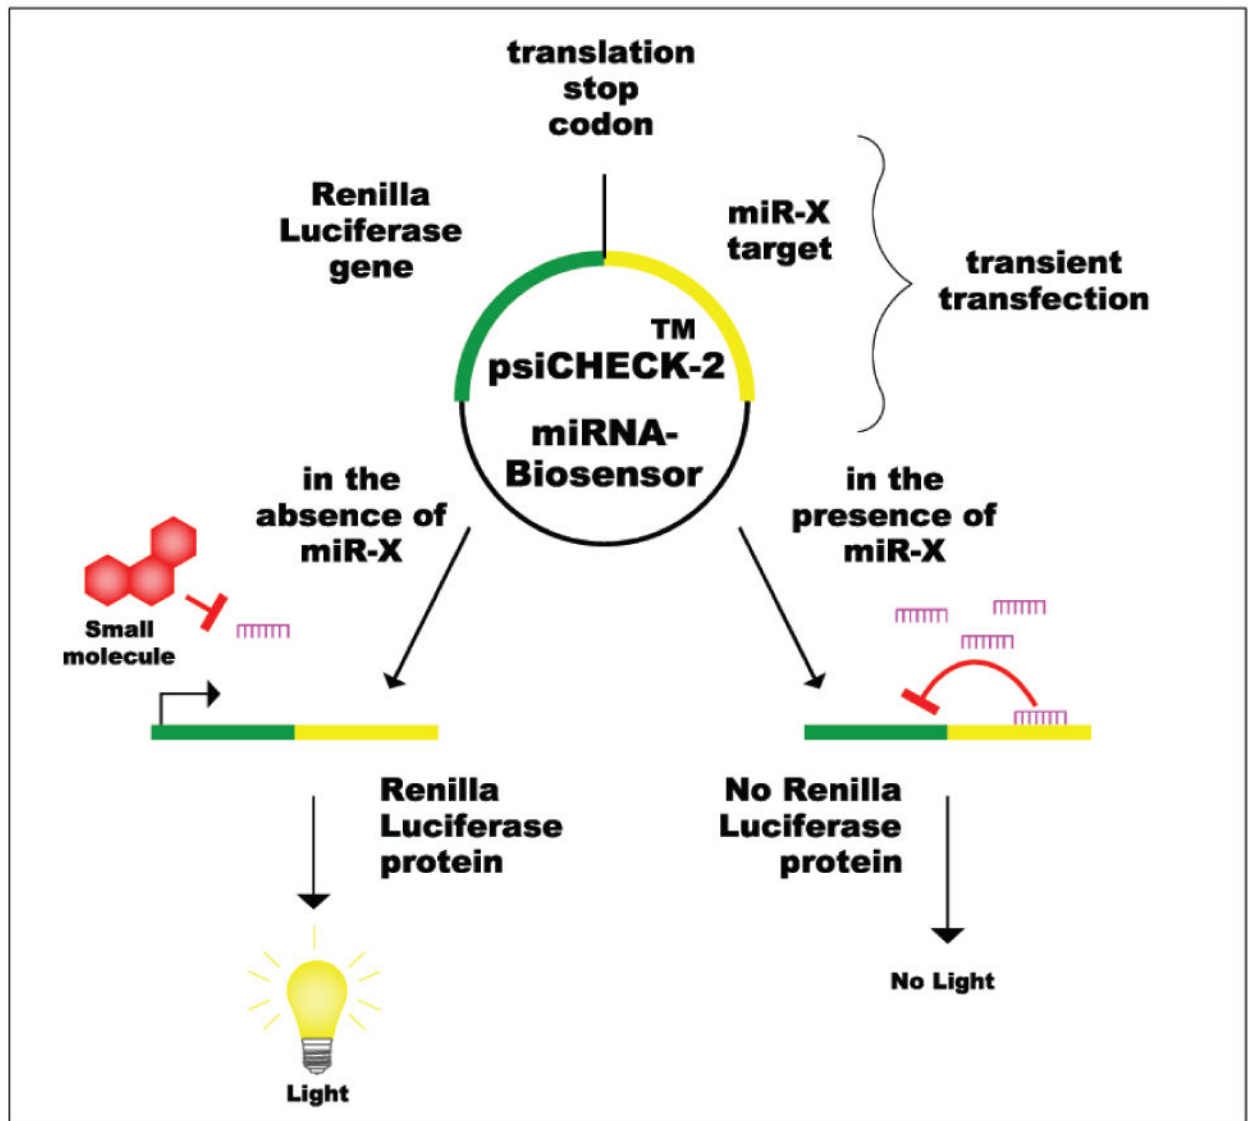 translation
stop
codon
Renilla
Luciferase
gene
miR-X
target
transient
transfection
TM
psiCHECK-2
miRNA-
Biosensor
in the
absence of
miR-X
in the
presence of
miR-X
Small
molecule
Renilla
Luciferase
protein
No Renilla
Luciferase
protein
No Light
Light